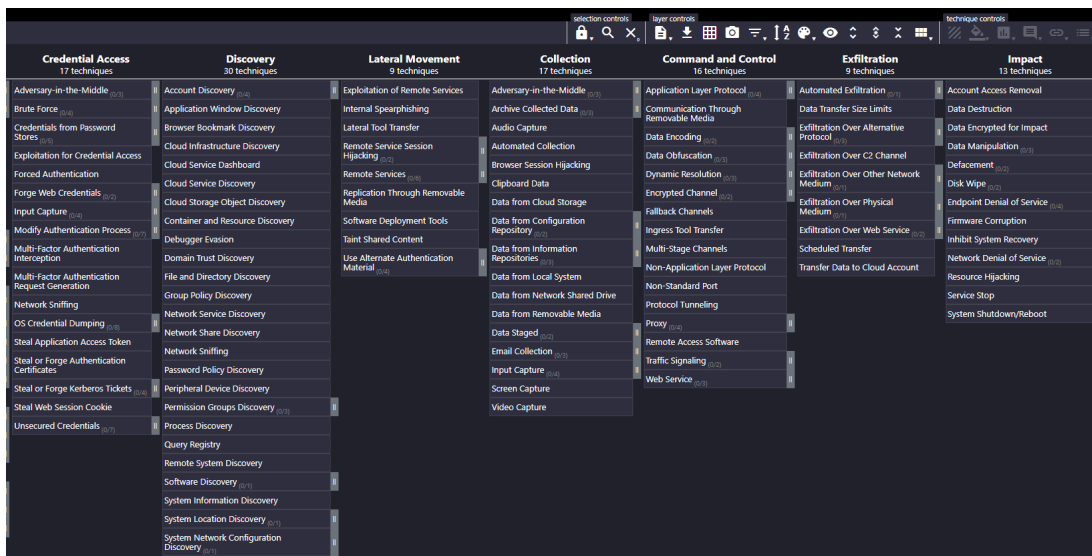 selection controls
layer controls
technique controls
Credential Access
17 techniques
Adversary-in-the-Middle (0/3)
Brute Force (0/4)
Credentials from Password
Stores (0/5)
Exploitation for Credential Access
Forced Authentication
Forge Web Credentials (0/2)
Input Capture (0/4)
Modify Authentication Process (0/7)
Multi-Factor Authentication
Interception
Multi-Factor Authentication
Request Generation
Network Sniffing
OS Credential Dumping (0/8)
Steal Application Access Token
Steal or Forge Authentication
Certificates
Steal or Forge Kerberos Tickets (0/4)
Steal Web Session Cookie
Unsecured Credentials (0/7)
Discovery
30 techniques
Account Discovery (0/4)
Application Window Discovery
Browser Bookmark Discovery
Cloud Infrastructure Discovery
Cloud Service Dashboard
Cloud Service Discovery
Cloud Storage Object Discovery
Container and Resource Discovery
Debugger Evasion
Domain Trust Discovery
File and Directory Discovery
Group Policy Discovery
Network Service Discovery
Network Share Discovery
Network Sniffing
Password Policy Discovery
Peripheral Device Discovery
Permission Groups Discovery (0/3)
Process Discovery
Query Registry
Remote System Discovery
Software Discovery (0/1)
System Information Discovery
System Location Discovery (0/1)
System Network Configuration
Discovery (0/1)
Lateral Movement
9 techniques
Exploitation of Remote Services
Internal Spearphishing
Lateral Tool Transfer
Remote Service Session
Hijacking (0/2)
Remote Services (0/6)
Replication Through Removable
Media
Software Deployment Tools
Taint Shared Content
Use Alternate Authentication
Material (0/4)
Collection
17 techniques
Adversary-in-the-Middle (0/3)
Archive Collected Data (0/3)
Audio Capture
Automated Collection
Browser Session Hijacking
Clipboard Data
Data from Cloud Storage
Data from Configuration
Repository (0/2)
Data from Information
Repositories (0/3)
Data from Local System
Data from Network Shared Drive
Data from Removable Media
Data Staged (0/2)
Email Collection (0/3)
Input Capture (0/4)
Screen Capture
Video Capture
Command and Control
16 techniques
Application Layer Protocol (0/4)
Communication Through
Removable Media
Data Encoding (0/2)
Data Obfuscation (0/3)
Dynamic Resolution (0/3)
Encrypted Channel (0/2)
Fallback Channels
Ingress Tool Transfer
Multi-Stage Channels
Non-Application Layer Protocol
Non-Standard Port
Protocol Tunneling
Proxy (0/4)
Remote Access Software
Traffic Signaling (0/2)
Web Service (0/3)
Exfiltration
9 techniques
Automated Exfiltration (0/1)
Data Transfer Size Limits
Exfiltration Over Alternative
Protocol (0/3)
Exfiltration Over C2 Channel
Exfiltration Over Other Network
Medium (0/1)
Exfiltration Over Physical
Medium (0/1)
Exfiltration Over Web Service (0/2)
Scheduled Transfer
Transfer Data to Cloud Account
Impact
13 techniques
Account Access Removal
Data Destruction
Data Encrypted for Impact
Data Manipulation (0/3)
Defacement (0/2)
Disk Wipe (0/2)
Endpoint Denial of Service (0/4)
Firmware Corruption
Inhibit System Recovery
Network Denial of Service (0/2)
Resource Hijacking
Service Stop
System Shutdown/Reboot